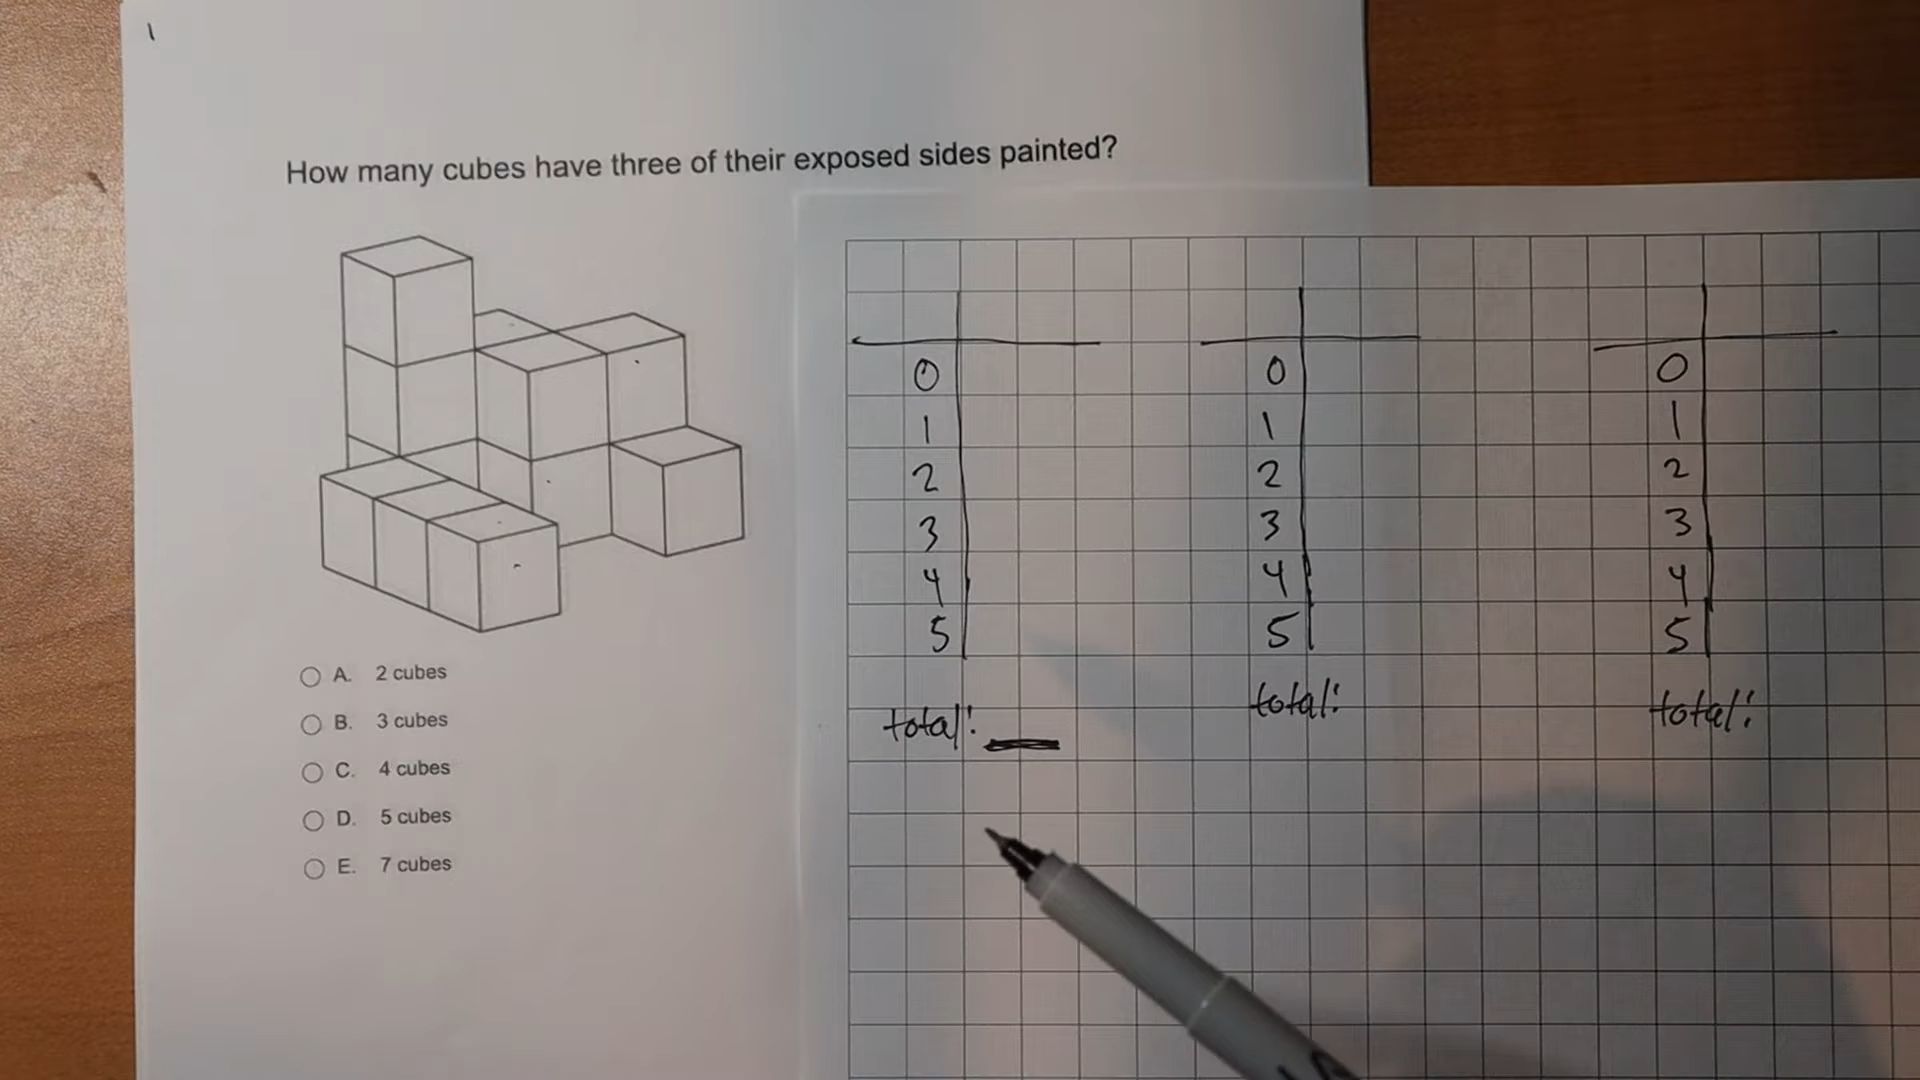 How many cubes have three of their exposed sides painted?
A. 2 cubes
B. 3 cubes
C. 4 cubes
D. 5 cubes
E. 7 cubes
0
1
2
3
4
5
total:
0
1
2
3
4
5
total:
0
1
2
3
4
5
total: